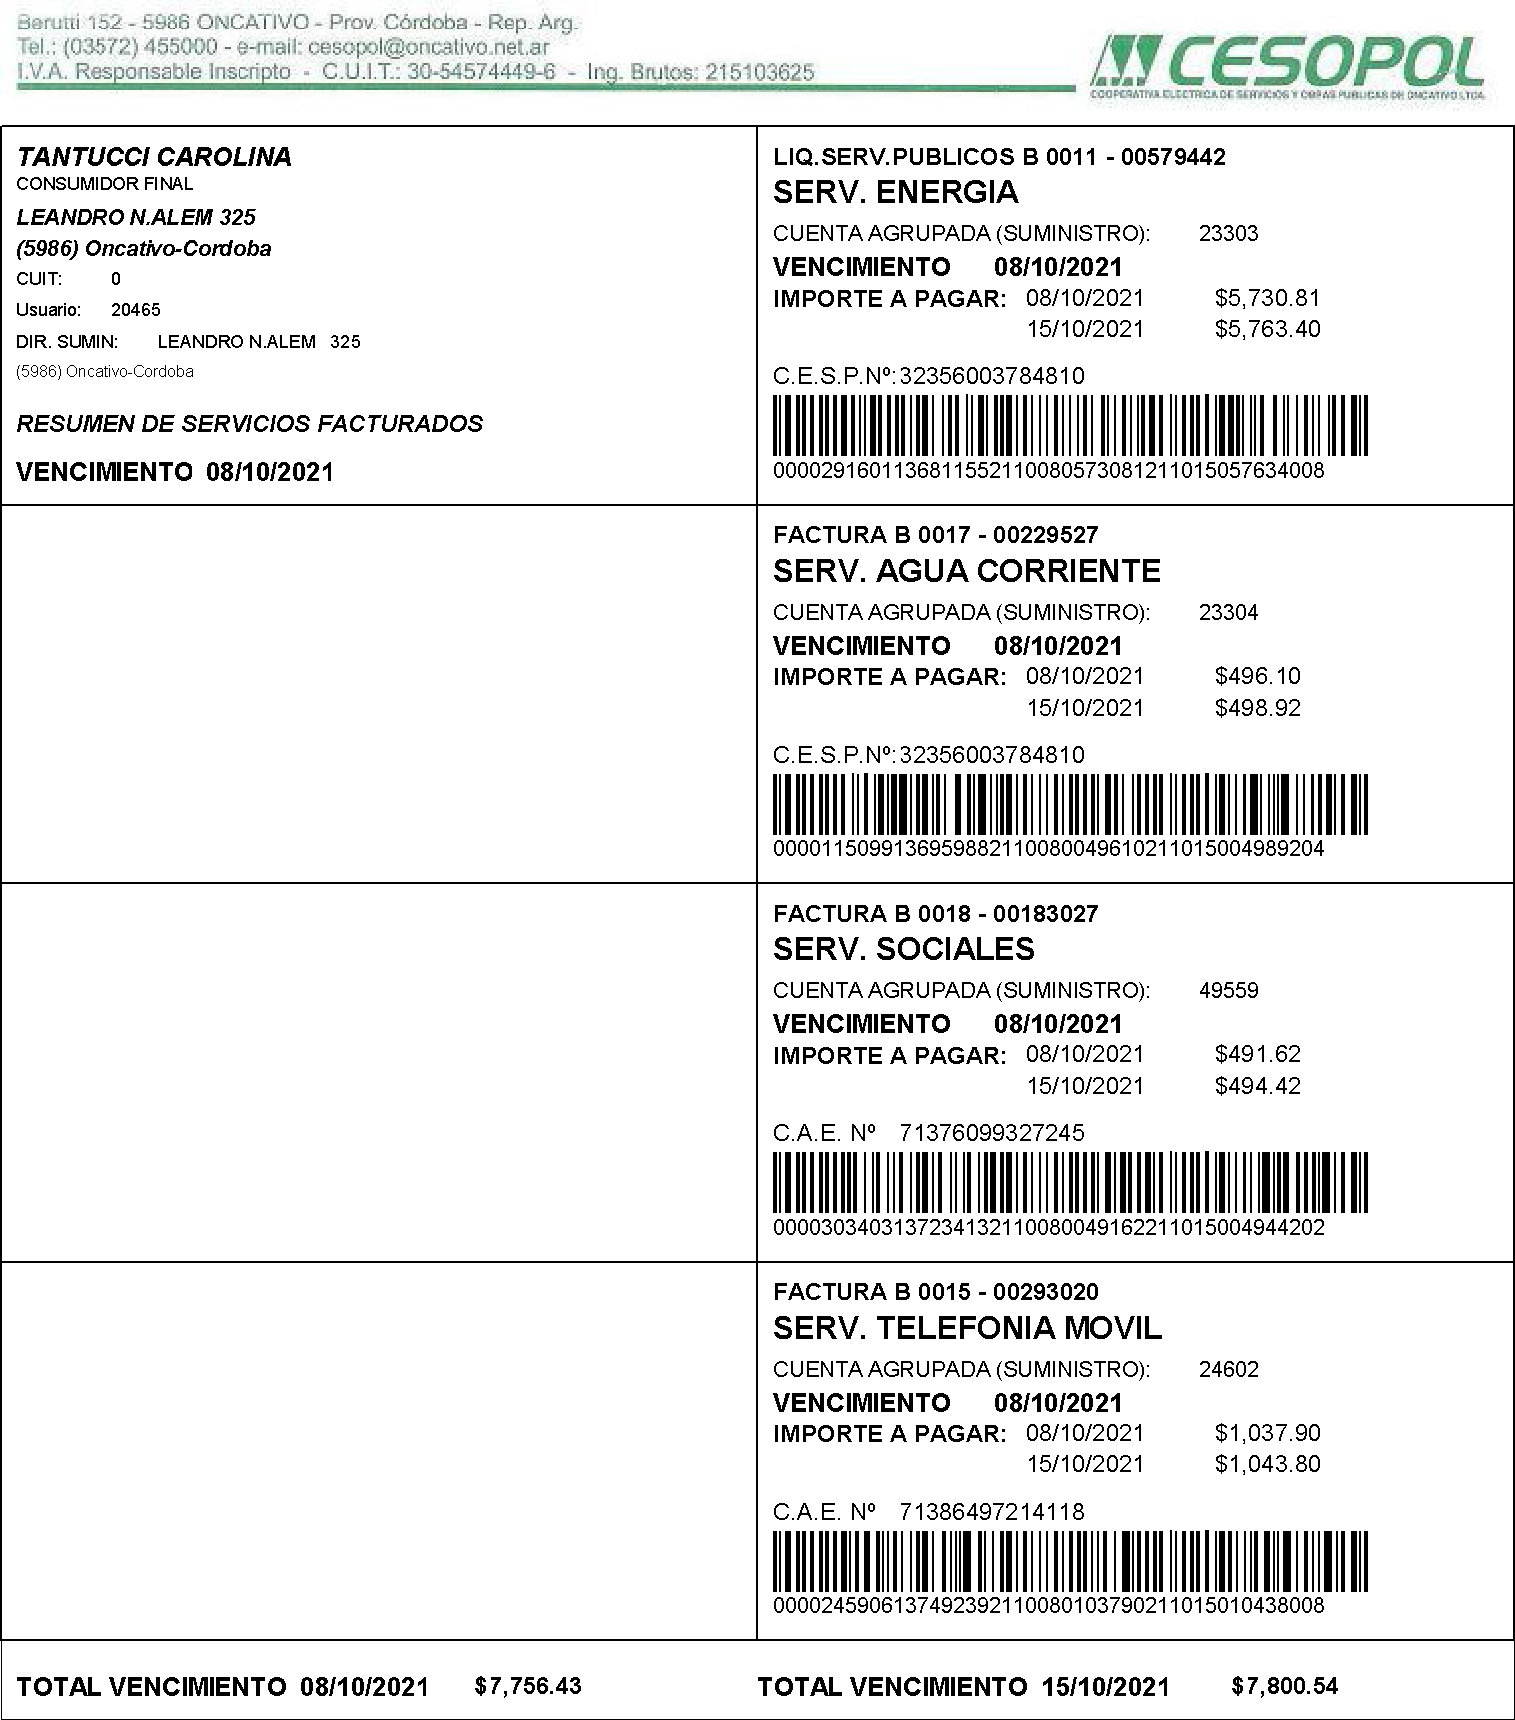 Berutti 152 - 5986 ONCATIVO - Prov. Córdoba - Rep. Arg.
Tel.: (03572) 455000 - e-mail: cesopol@oncativo.net.ar
I.V.A. Responsable Inscripto - C.U.I.T.: 30-54574449-6 - Ing. Brutos: 215103625
CESOPOL
COOPERATIVA ELECTRICA DE SERVICIOS Y OBRAS PUBLICAS DE ONCATIVO LTDA.
TANTUCCI CAROLINA
CONSUMIDOR FINAL
LEANDRO N.ALEM 325
(5986) Oncativo-Cordoba
CUIT: 0
Usuario: 20465
DIR. SUMIN: LEANDRO N.ALEM 325
(5986) Oncativo-Cordoba
RESUMEN DE SERVICIOS FACTURADOS
VENCIMIENTO 08/10/2021
LIQ.SERV.PUBLICOS B 0011 - 00579442
SERV. ENERGIA
CUENTA AGRUPADA (SUMINISTRO): 23303
VENCIMIENTO 08/10/2021
IMPORTE A PAGAR: 08/10/2021 $5,730.81
15/10/2021 $5,763.40
C.E.S.P.Nº: 32356003784810
00002916011368115521100805730812110150576340​08
FACTURA B 0017 - 00229527
SERV. AGUA CORRIENTE
CUENTA AGRUPADA (SUMINISTRO): 23304
VENCIMIENTO 08/10/2021
IMPORTE A PAGAR: 08/10/2021 $496.10
15/10/2021 $498.92
C.E.S.P.Nº: 32356003784810
0000115099136959882110080049610211015004989204
FACTURA B 0018 - 00183027
SERV. SOCIALES
CUENTA AGRUPADA (SUMINISTRO): 49559
VENCIMIENTO 08/10/2021
IMPORTE A PAGAR: 08/10/2021 $491.62
15/10/2021 $494.42
C.A.E. Nº 71376099327245
0000303403137234132110080049162211015004944202
FACTURA B 0015 - 00293020
SERV. TELEFONIA MOVIL
CUENTA AGRUPADA (SUMINISTRO): 24602
VENCIMIENTO 08/10/2021
IMPORTE A PAGAR: 08/10/2021 $1,037.90
15/10/2021 $1,043.80
C.A.E. Nº 71386497214118
0000245906137492392110080103790211015010438008
TOTAL VENCIMIENTO 08/10/2021 $7,756.43 TOTAL VENCIMIENTO 15/10/2021 $7,800.54